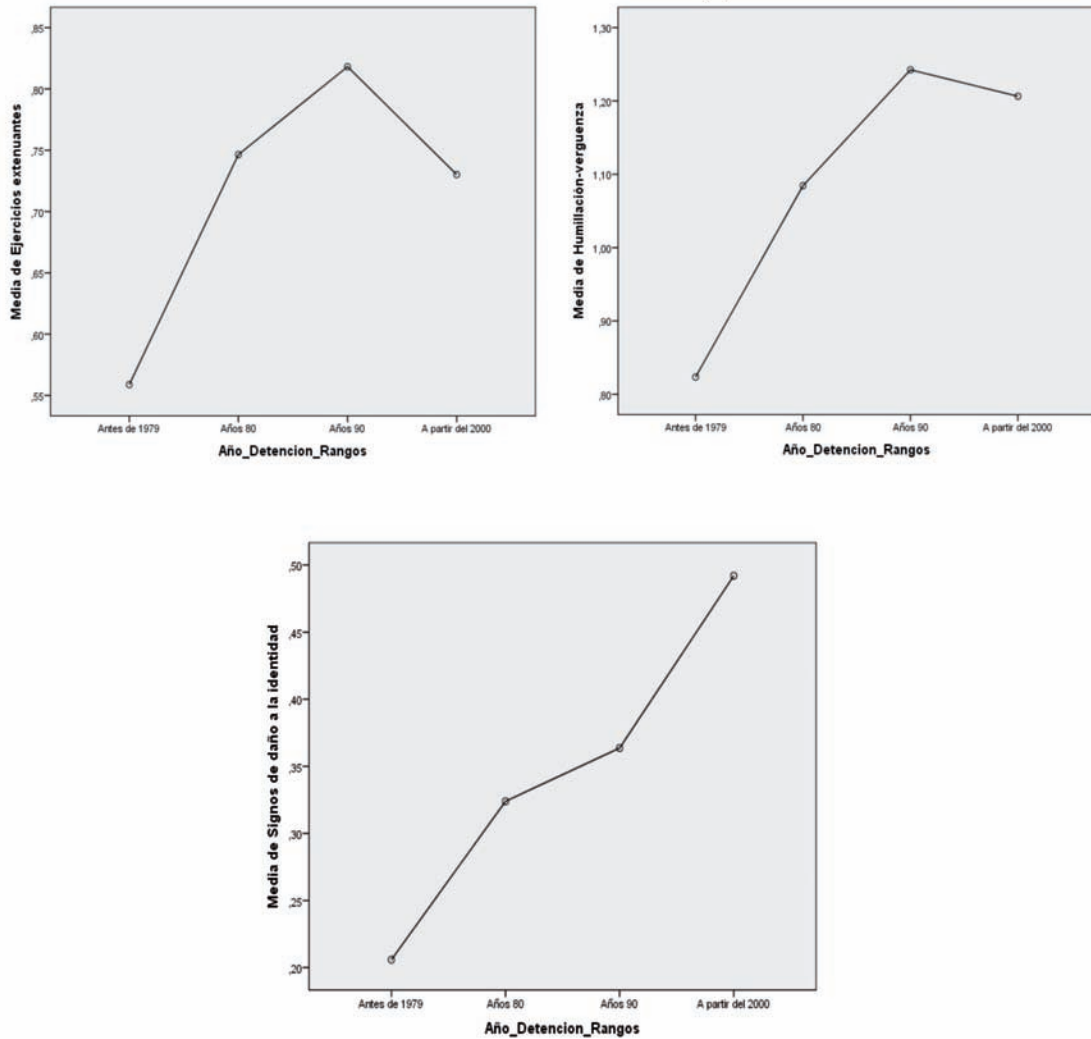 Media de Ejercicios extenuantes
,85
,80
,75
,70
,65
,60
,55
Antes de 1979
Años 80
Años 90
A partir del 2000
Año_Detencion_Rangos
Media de Humillación-verguenza
1,30
1,20
1,10
1,00
,90
,80
Antes de 1979
Años 80
Años 90
A partir del 2000
Año_Detencion_Rangos
Media de Signos de daño a la identidad
,50
,45
,40
,35
,30
,25
,20
Antes de 1979
Años 80
Años 90
A partir del 2000
Año_Detencion_Rangos